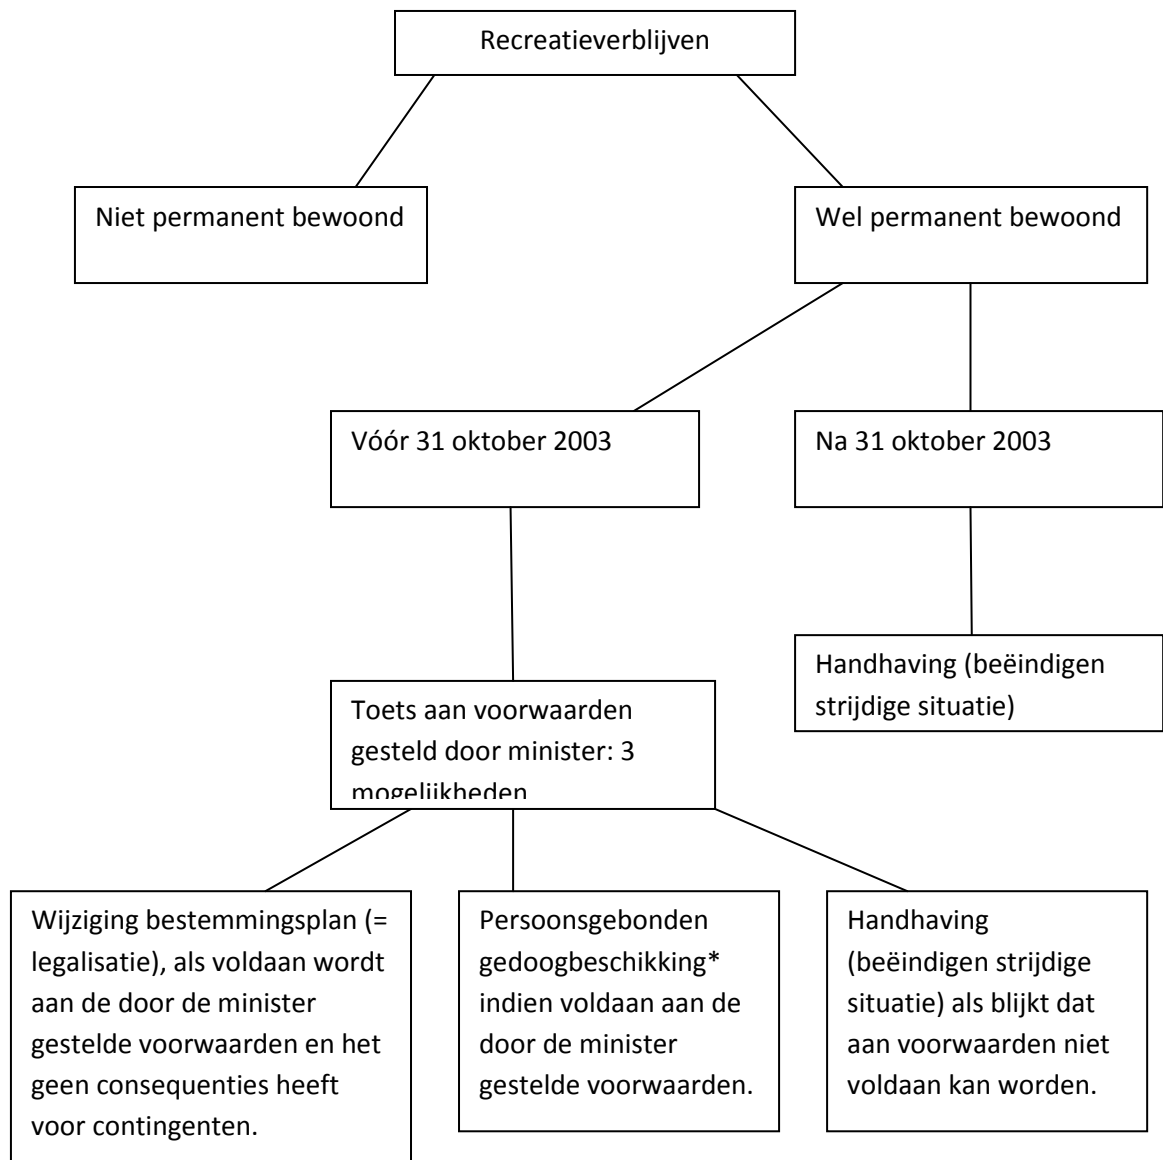 Recreatieverblijven
Niet permanent bewoond
Wel permanent bewoond
Vóór 31 oktober 2003
Na 31 oktober 2003
Handhaving (beëindigen
strijdige situatie)
Toets aan voorwaarden
gesteld door minister: 3
mogelijkheden
Wijziging bestemmingsplan (=
legalisatie), als voldaan wordt
aan de door de minister
gestelde voorwaarden en het
geen consequenties heeft
voor contingenten.
Persoonsgebonden
gedoogbeschikking*
indien voldaan aan de
door de minister
gestelde voorwaarden.
Handhaving
(beëindigen strijdige
situatie) als blijkt dat
aan voorwaarden niet
voldaan kan worden.